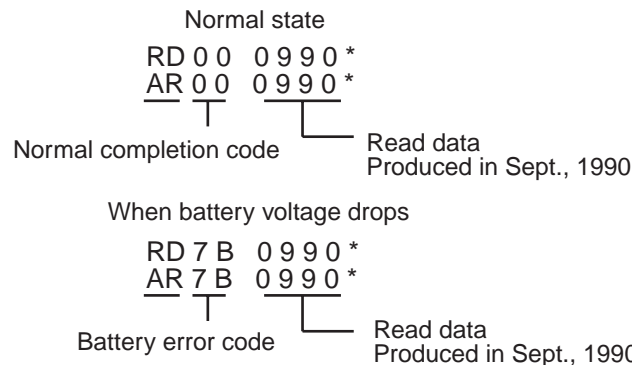 Normal state
RD 0 0 0 9 9 0 *
AR 0 0 0 9 9 0 *
Normal completion code
Read data
Produced in Sept., 1990
When battery voltage drops
RD 7 B 0 9 9 0 *
AR 7 B 0 9 9 0 *
Battery error code
Read data
Produced in Sept., 1990